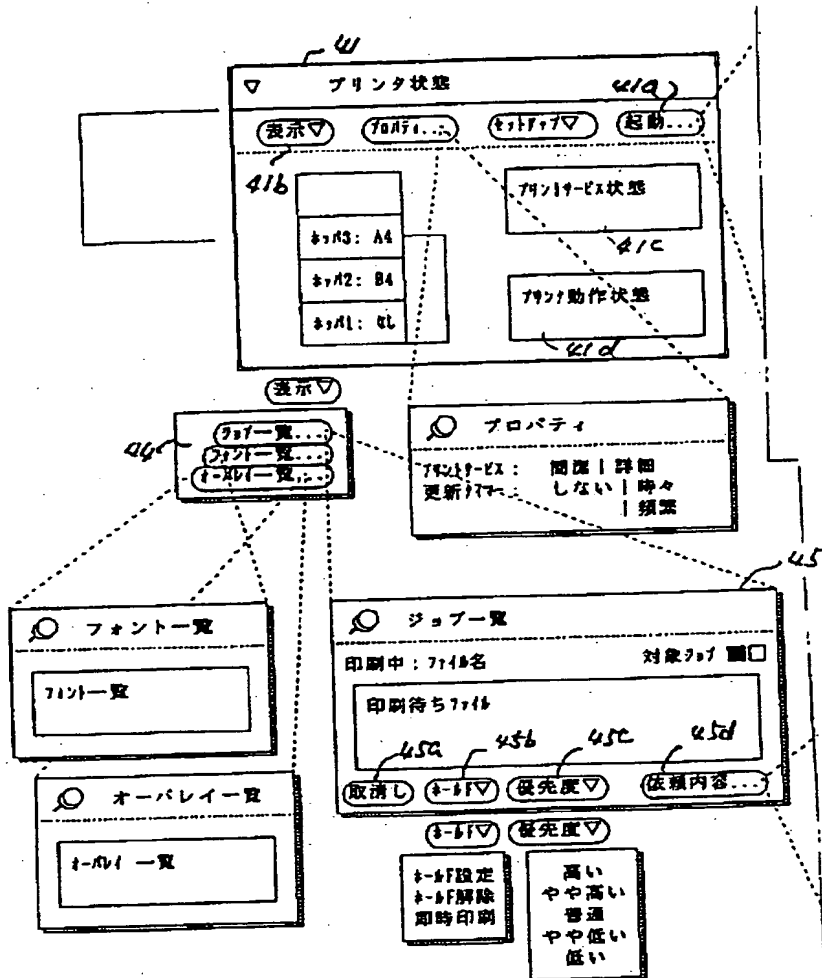 41
▽ プリンタ状態
41a
表示▽ プロパティ... セットアップ▽ 起動...
41b
プリントサービス状態
41c
ホッパ3: A4
ホッパ2: B4
ホッパ1:
プリンタ動作状態
41d
表示▽
44
ジョブ一覧...
フォント一覧...
オーバレイ一覧...
プロパティ
プリントサービス: 簡潔 | 詳細
更新タイマー: しない | 時々
| 頻繁
45
フォント一覧
フォント一覧
ジョブ一覧
印刷中:ファイル名 対象ジョブ
印刷待ちファイル
45a 45b 45c 45d
取消し ホールド▽ 優先度▽ 依頼内容...
オーバレイ一覧
オーバレイ 一覧
ホールド▽ 優先度▽
ホールド設定
ホールド解除
即時印刷
高い
やや高い
普通
やや低い
低い